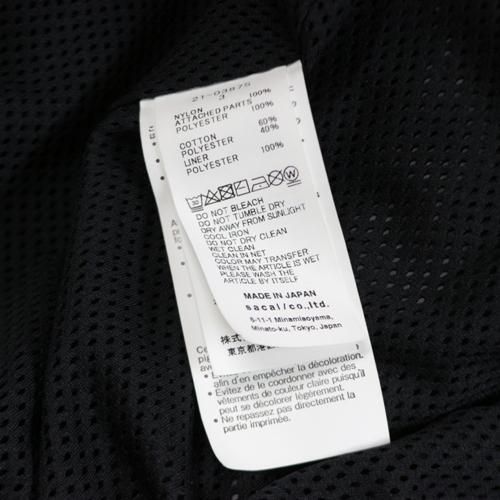 21-03875
3
NYLON 100%
ATTACHED PARTS
POLYESTER 100%
COTTON 60%
POLYESTER 40%
LINER
POLYESTER 100%
DO NOT BLEACH
DO NOT TUMBLE DRY
DRY AWAY FROM SUNLIGHT
COOL IRON
DO NOT DRY CLEAN
WET CLEAN
CLEAN IN NET
COLOR MAY TRANSFER
WHEN THE ARTICLE IS WET
PLEASE WASH THE
ARTICLE BY ITSELF
MADE IN JAPAN
sacai/co.,ltd.
5-11-1 Minamiaoyama,
Minato-ku, Tokyo, Japan
株式
東京都港
afin d'en empêcher la décoloration.
• Evitez de le coordonner avec des
vêtements de couleur claire puisqu'il
peut se décolorer légèrement.
• Ne repassez pas directement la
partie imprimée.